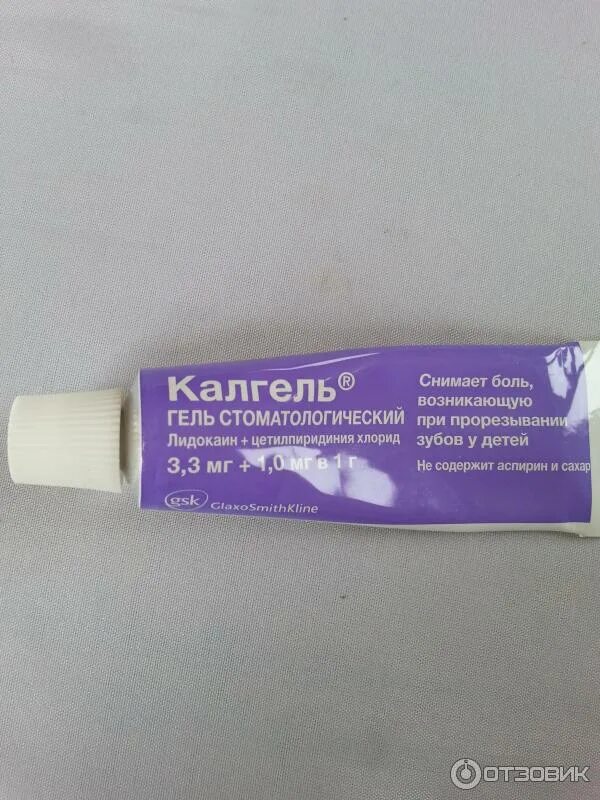 Калгель®
ГЕЛЬ СТОМАТОЛОГИЧЕСКИЙ
Лидокаин + цетилпиридиния хлорид
3,3 мг + 1,0 мг в 1 г
gsk GlaxoSmithKline
Снимает боль,
возникающую
при прорезывании
зубов у детей
Не содержит аспирин и сахар
ОТЗОВИК